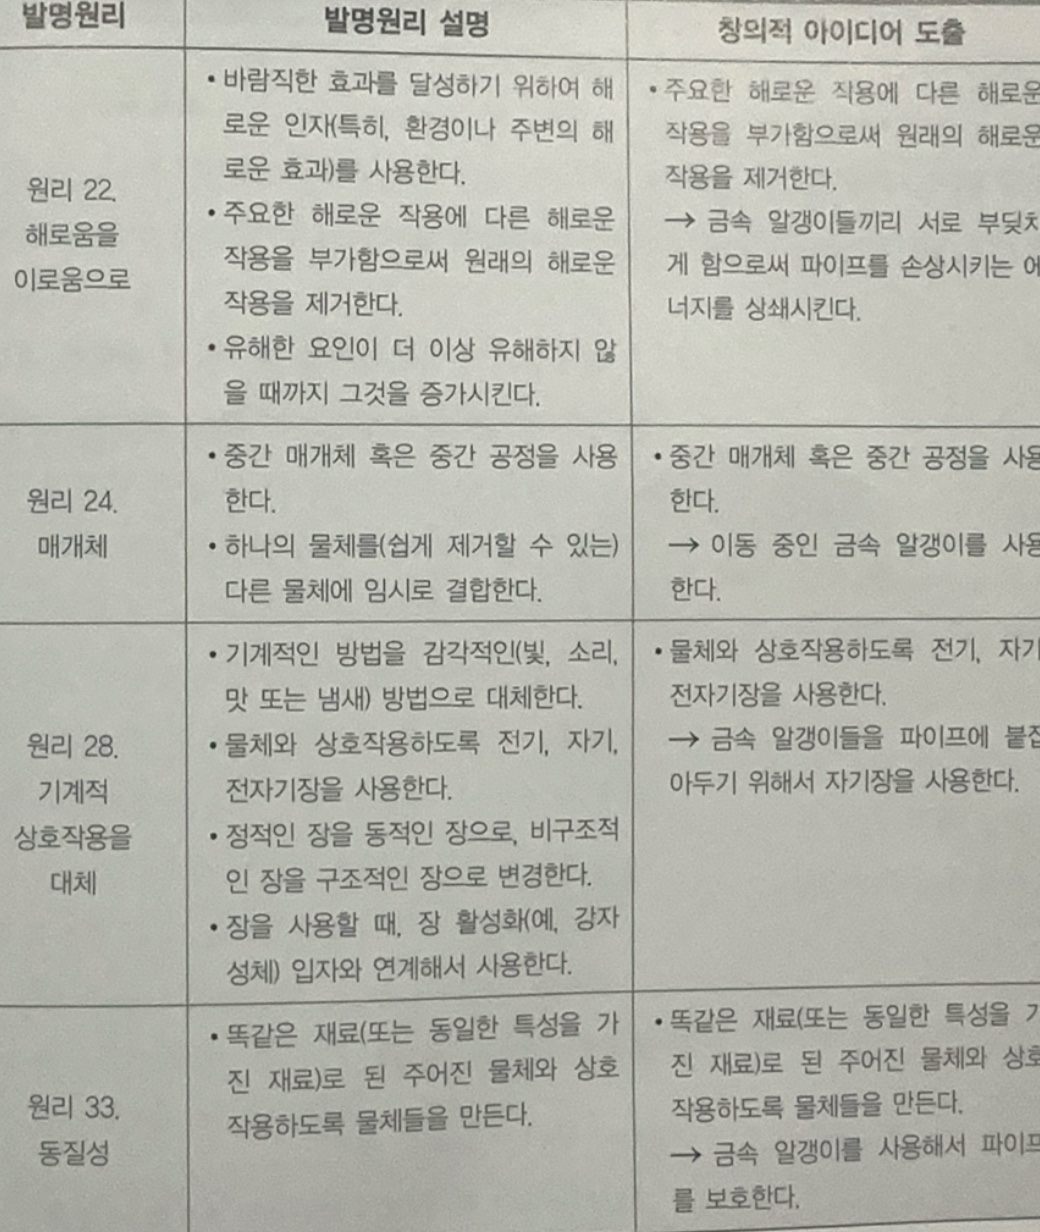 발명원리
발명원리 설명
창의적 아이디어 도출
원리 22.
해로움을
이로움으로
• 바람직한 효과를 달성하기 위하여 해
로운 인자(특히, 환경이나 주변의 해
로운 효과)를 사용한다.
• 주요한 해로운 작용에 다른 해로운
작용을 부가함으로써 원래의 해로운
작용을 제거한다.
• 유해한 요인이 더 이상 유해하지 않
을 때까지 그것을 증가시킨다.
• 주요한 해로운 작용에 다른 해로운
작용을 부가함으로써 원래의 해로운
작용을 제거한다.
→ 금속 알갱이들끼리 서로 부딪치
게 함으로써 파이프를 손상시키는 에
너지를 상쇄시킨다.
원리 24.
매개체
• 중간 매개체 혹은 중간 공정을 사용
한다.
• 하나의 물체를(쉽게 제거할 수 있는)
다른 물체에 임시로 결합한다.
• 중간 매개체 혹은 중간 공정을 사용
한다.
→ 이동 중인 금속 알갱이를 사용
한다.
원리 28.
기계적
상호작용을
대체
• 기계적인 방법을 감각적인(빛, 소리,
맛 또는 냄새) 방법으로 대체한다.
• 물체와 상호작용하도록 전기, 자기,
전자기장을 사용한다.
• 정적인 장을 동적인 장으로, 비구조적
인 장을 구조적인 장으로 변경한다.
• 장을 사용할 때, 장 활성화(예, 강자
성체) 입자와 연계해서 사용한다.
• 물체와 상호작용하도록 전기, 자기
전자기장을 사용한다.
→ 금속 알갱이들을 파이프에 붙잡
아두기 위해서 자기장을 사용한다.
원리 33.
동질성
• 똑같은 재료(또는 동일한 특성을 가
진 재료)로 된 주어진 물체와 상호
작용하도록 물체들을 만든다.
• 똑같은 재료(또는 동일한 특성을 가
진 재료)로 된 주어진 물체와 상호
작용하도록 물체들을 만든다.
→ 금속 알갱이를 사용해서 파이프
를 보호한다.